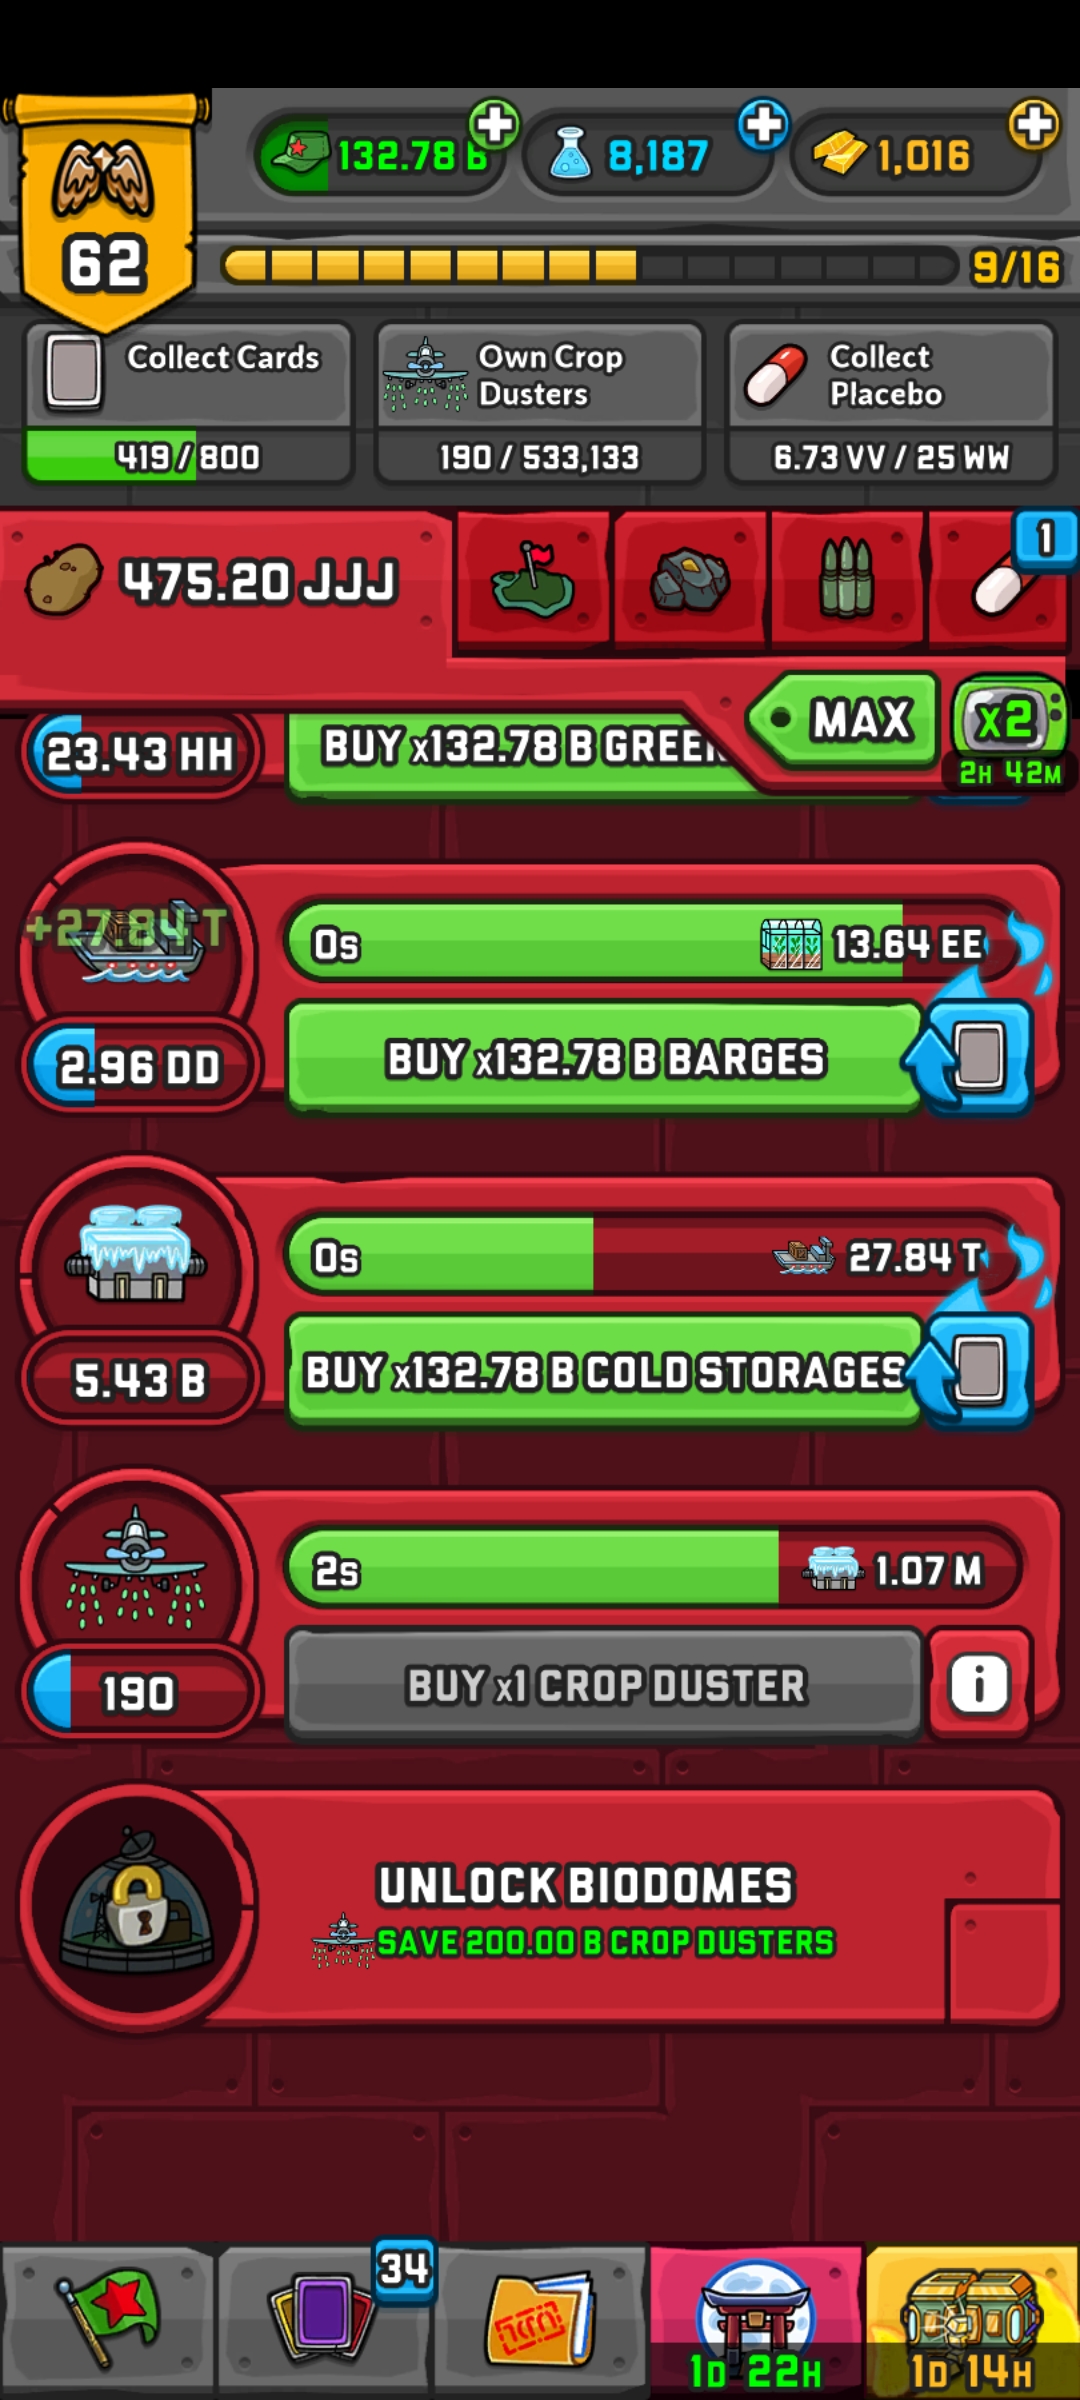 132.78 B
8,187
1,016
62
9/16
Collect Cards
419 / 800
Own Crop
Dusters
190 / 533,133
Collect
Placebo
6.73 VV / 25 WW
475.20 JJJ
1
MAX
x2
2H 42M
23.43 HH
BUY x132.78 B GREEN
+27.84 T
0s
13.64 EE
2.96 DD
BUY x132.78 B BARGES
0s
27.84 T
5.43 B
BUY x132.78 B COLD STORAGES
2s
1.07 M
190
BUY x1 CROP DUSTER
i
UNLOCK BIODOMES
SAVE 200.00 B CROP DUSTERS
34
1D 22H
1D 14H